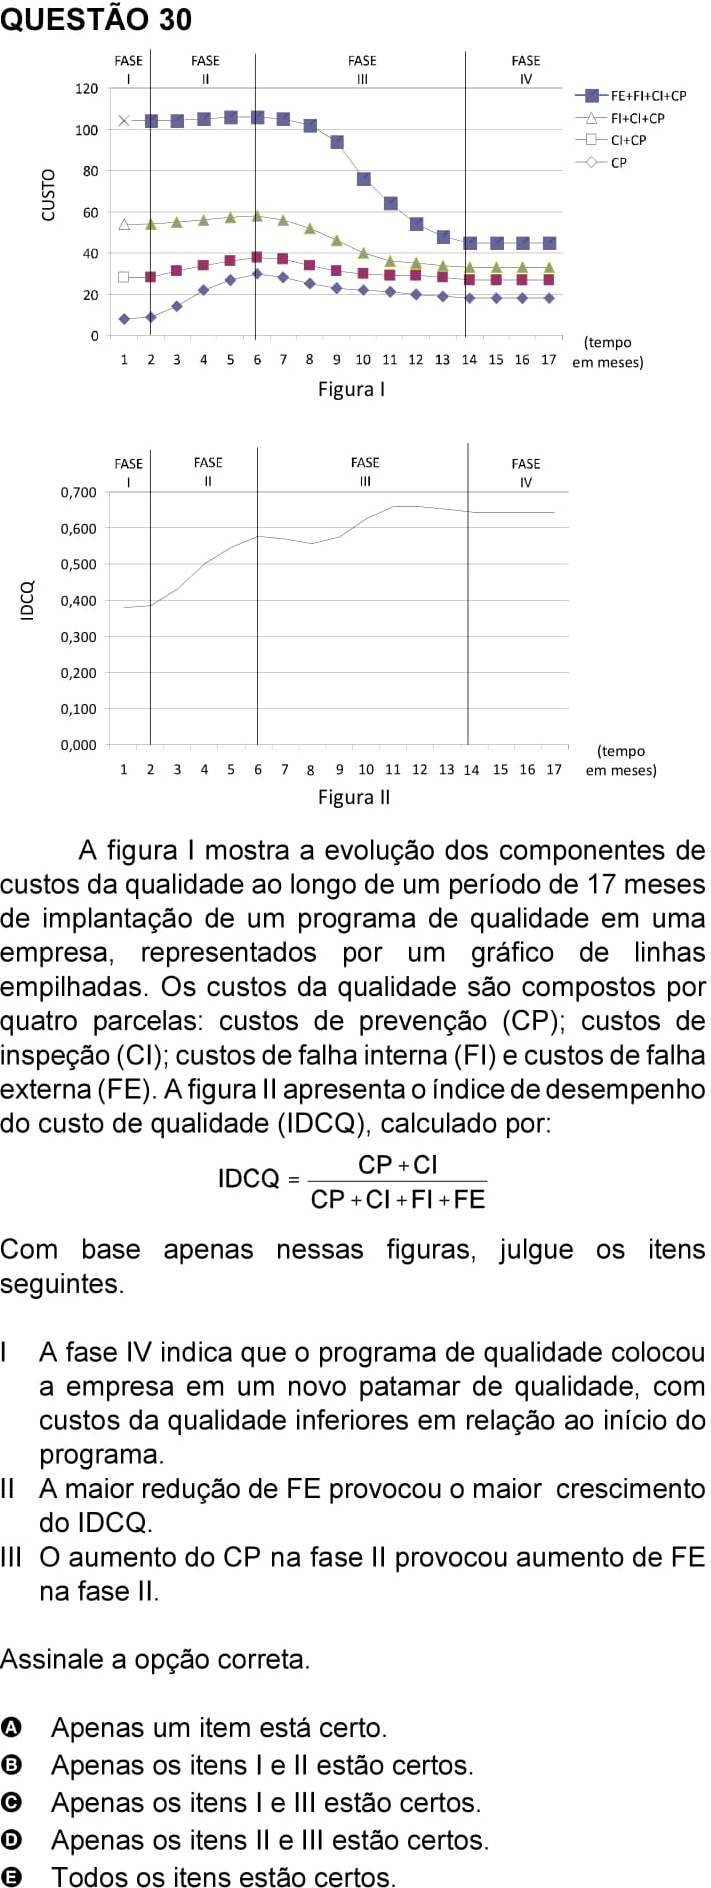 QUESTÃO 30
FASE I
FASE II
FASE III
FASE IV
120
100
80
60
40
20
0
CUSTO
FE+FI+CI+CP
FI+CI+CP
CI+CP
CP
1 2 3 4 5 6 7 8 9 10 11 12 13 14 15 16 17
(tempo
em meses)
Figura I
FASE I
FASE II
FASE III
FASE IV
0,700
0,600
0,500
0,400
0,300
0,200
0,100
0,000
IDCQ
1 2 3 4 5 6 7 8 9 10 11 12 13 14 15 16 17
(tempo
em meses)
Figura II
A figura I mostra a evolução dos componentes de
custos da qualidade ao longo de um período de 17 meses
de implantação de um programa de qualidade em uma
empresa, representados por um gráfico de linhas
empilhadas. Os custos da qualidade são compostos por
quatro parcelas: custos de prevenção (CP); custos de
inspeção (CI); custos de falha interna (FI) e custos de falha
externa (FE). A figura II apresenta o índice de desempenho
do custo de qualidade (IDCQ), calculado por:
IDCQ = CP + CI / CP + CI + FI + FE
Com base apenas nessas figuras, julgue os itens
seguintes.
I A fase IV indica que o programa de qualidade colocou
a empresa em um novo patamar de qualidade, com
custos da qualidade inferiores em relação ao início do
programa.
II A maior redução de FE provocou o maior crescimento
do IDCQ.
III O aumento do CP na fase II provocou aumento de FE
na fase II.
Assinale a opção correta.
A Apenas um item está certo.
B Apenas os itens I e II estão certos.
C Apenas os itens I e III estão certos.
D Apenas os itens II e III estão certos.
E Todos os itens estão certos.